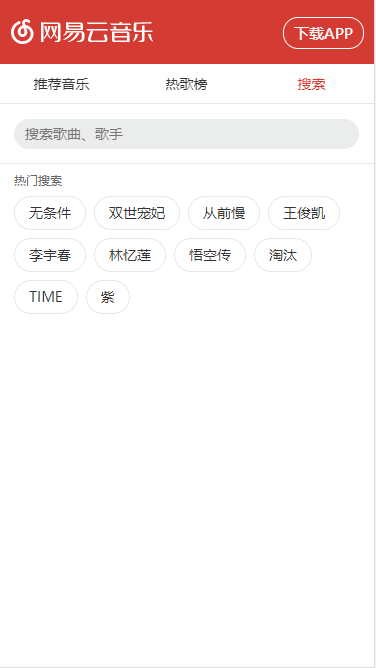 网易云音乐 下载APP
推荐音乐 热歌榜 搜索
搜索歌曲、歌手
热门搜索
无条件 双世宠妃 从前慢 王俊凯
李宇春 林忆莲 悟空传 淘汰
TIME 紫